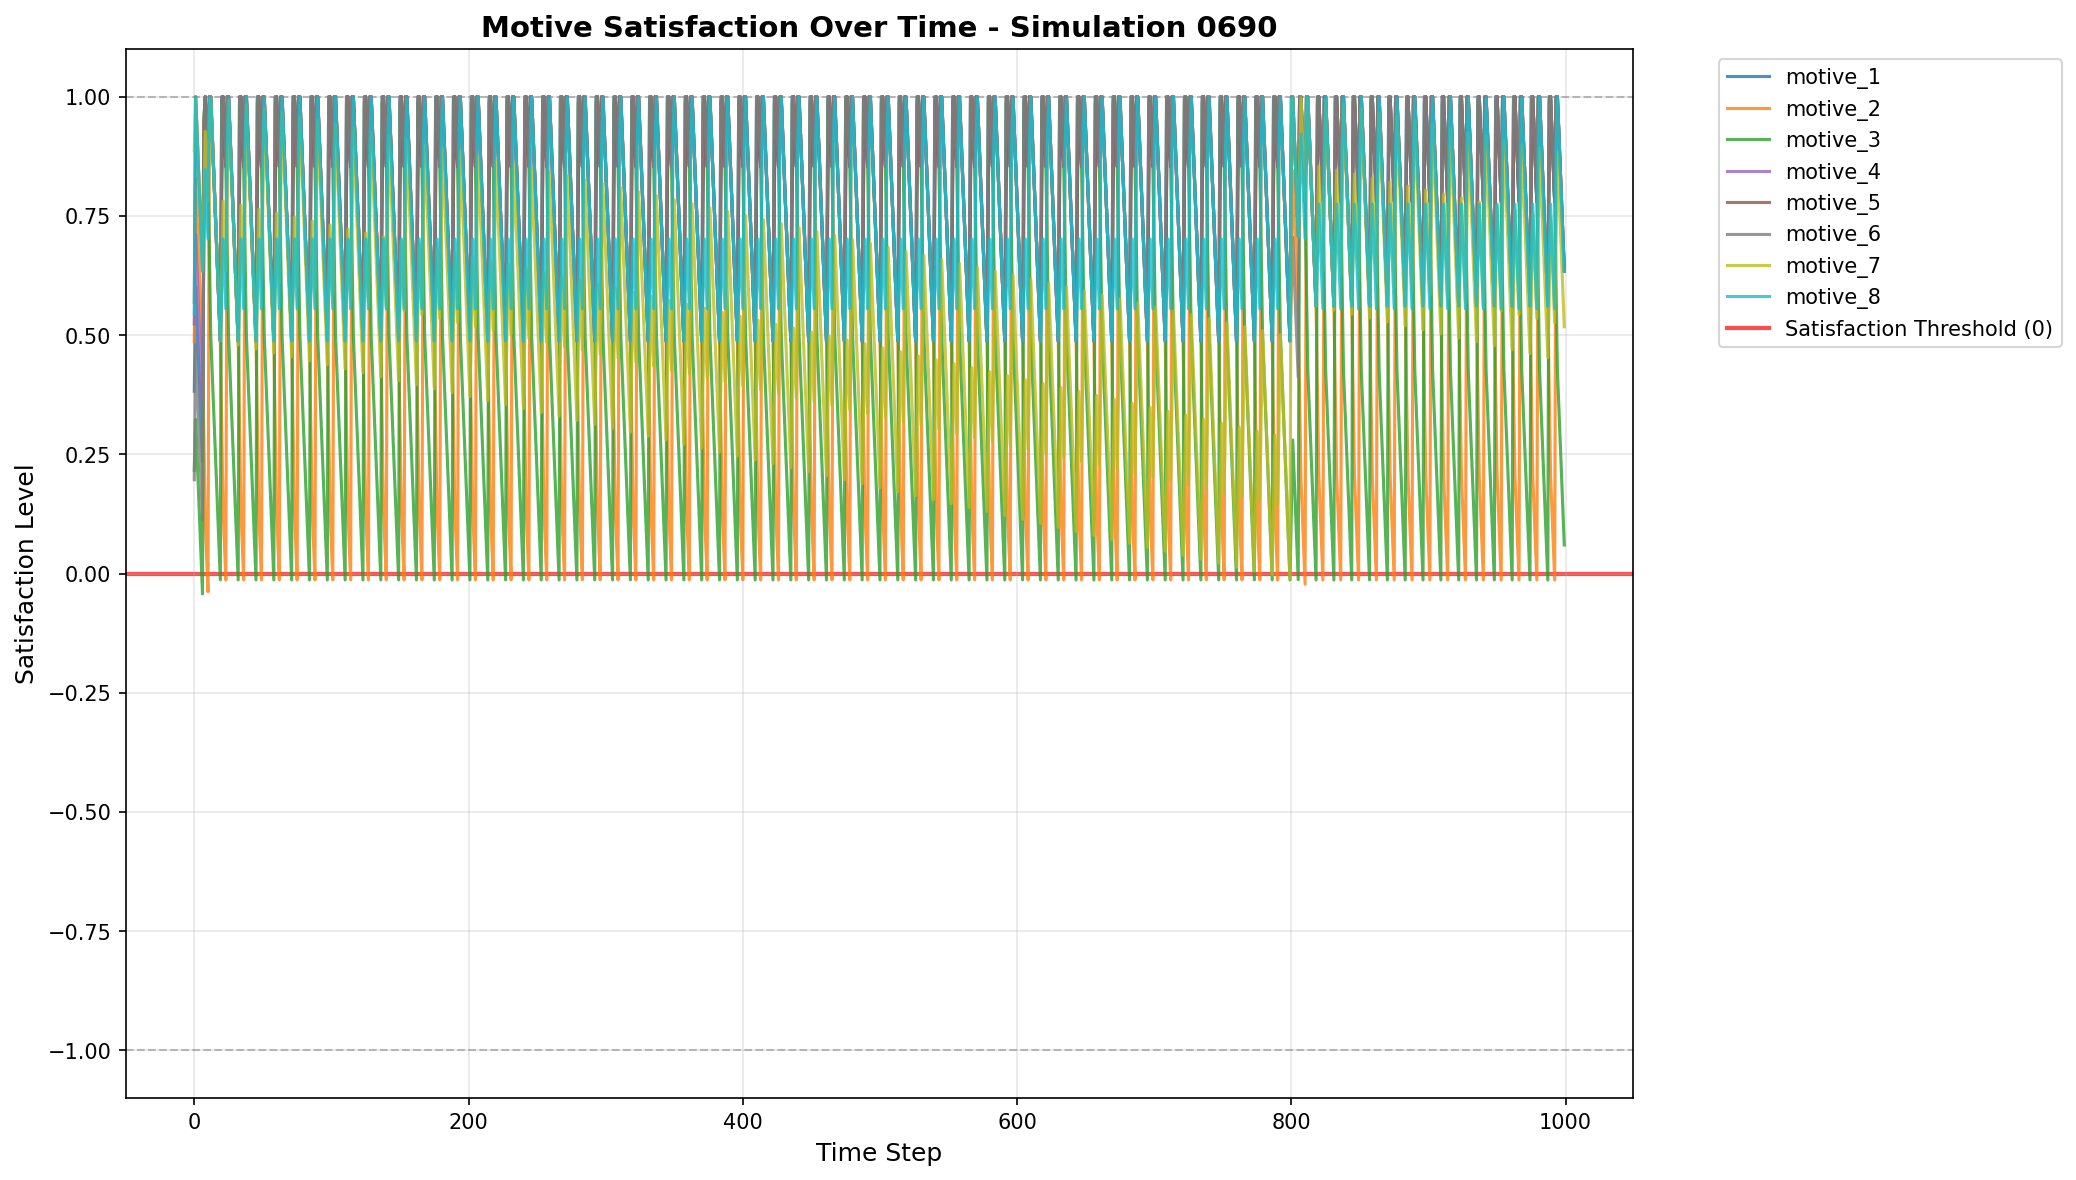 Motive Satisfaction Over Time - Simulation 0690
Satisfaction Level
1.00
0.75
0.50
0.25
0.00
−0.25
−0.50
−0.75
−1.00
0 200 400 600 800 1000
Time Step
motive_1
motive_2
motive_3
motive_4
motive_5
motive_6
motive_7
motive_8
Satisfaction Threshold (0)